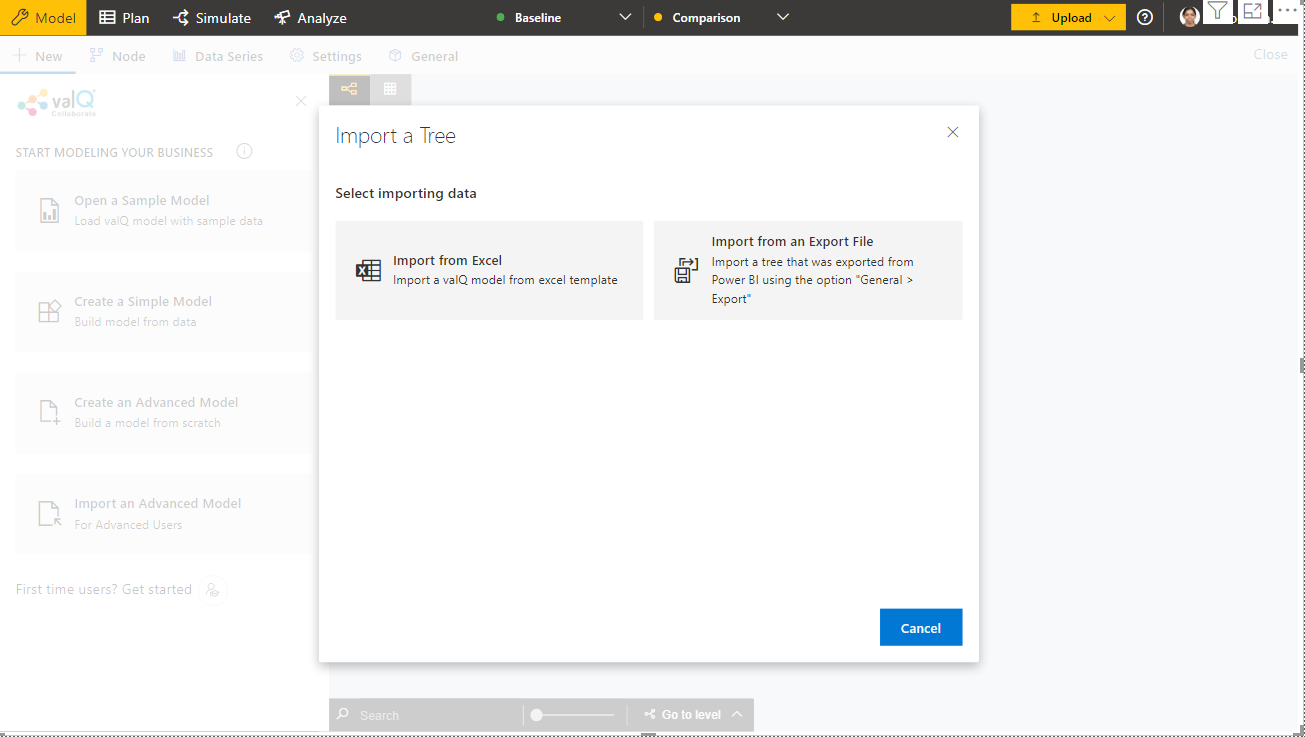 Model
Plan
Simulate
Analyze
Baseline
Comparison
Upload
New
Node
Data Series
Settings
General
Close
valQ
Collaborate
START MODELING YOUR BUSINESS
Open a Sample Model
Load valQ model with sample data
Create a Simple Model
Build model from data
Create an Advanced Model
Build a model from scratch
Import an Advanced Model
For Advanced Users
First time users? Get started
Import a Tree
Select importing data
Import from Excel
Import a valQ model from excel template
Import from an Export File
Import a tree that was exported from
Power BI using the option "General >
Export"
Cancel
Search
Go to level